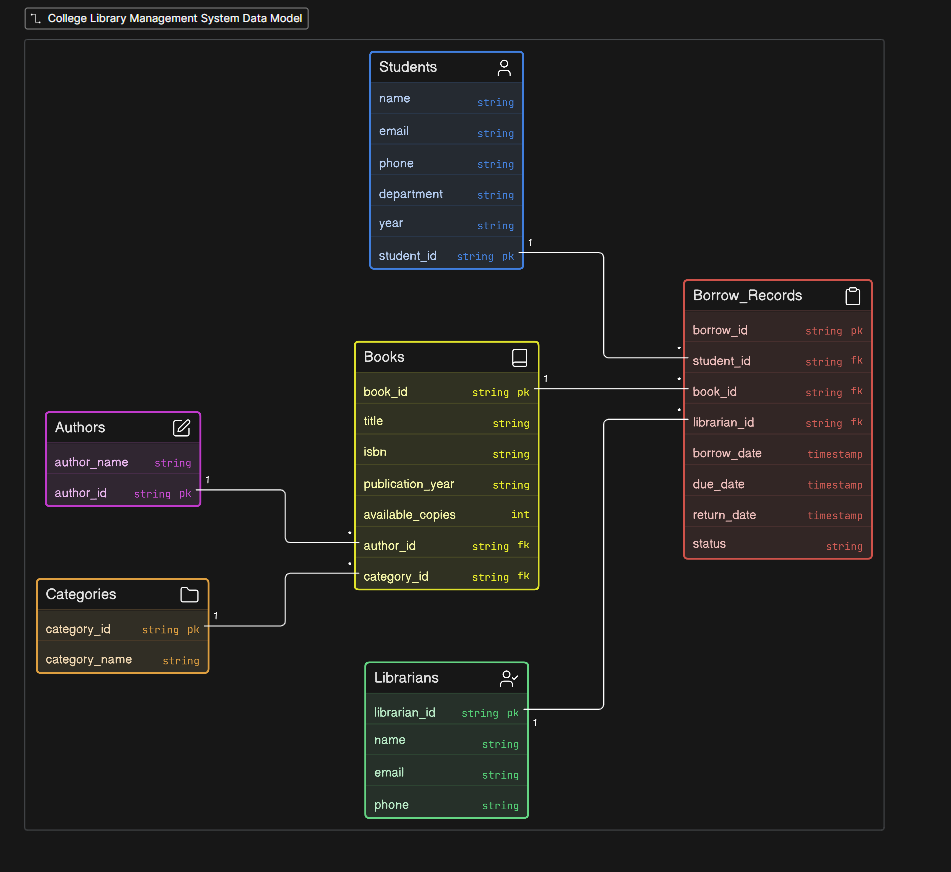 College Library Management System Data Model
Students
name string
email string
phone string
department string
year string
student_id string pk
1
Borrow_Records
borrow_id string pk
student_id string fk
book_id string fk
librarian_id string fk
borrow_date timestamp
due_date timestamp
return_date timestamp
status string
Books
book_id string pk
1
title string
isbn string
publication_year string
available_copies int
author_id string fk
category_id string fk
Authors
author_name string
author_id string pk
1
Categories
category_id string pk
1
category_name string
Librarians
librarian_id string pk
1
name string
email string
phone string